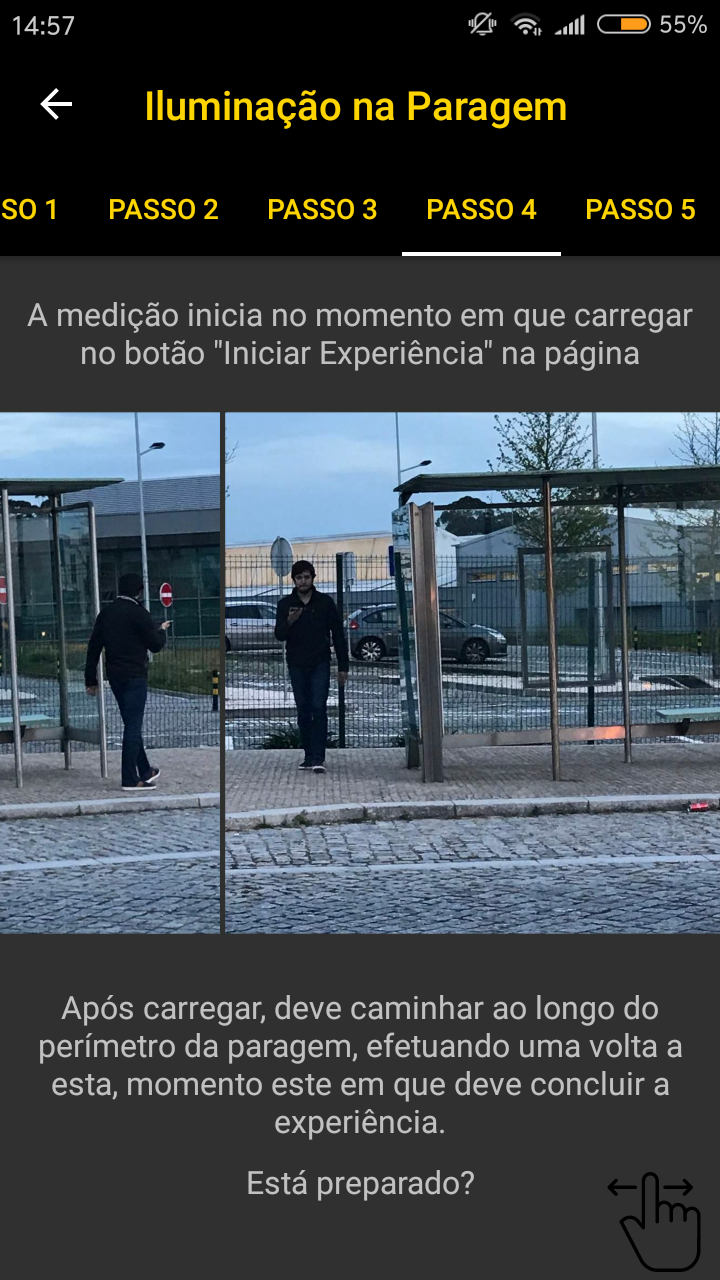 14:57
55%
Iluminação na Paragem
SO 1
PASSO 2
PASSO 3
PASSO 4
PASSO 5
A medição inicia no momento em que carregar
no botão "Iniciar Experiência" na página
Após carregar, deve caminhar ao longo do
perímetro da paragem, efetuando uma volta a
esta, momento este em que deve concluir a
experiência.
Está preparado?